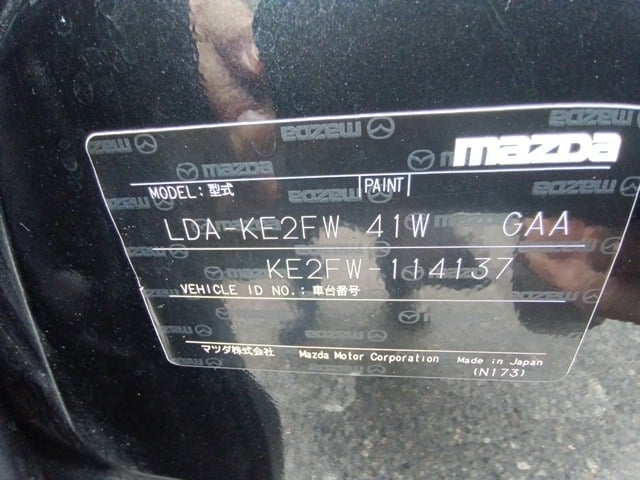 mazda
MODEL:型式 PAINT
LDA-KE2FW 41W GAA
KE2FW-114137
VEHICLE ID NO.:車台番号
マツダ株式会社 Mazda Motor Corporation Made in Japan
(N173)